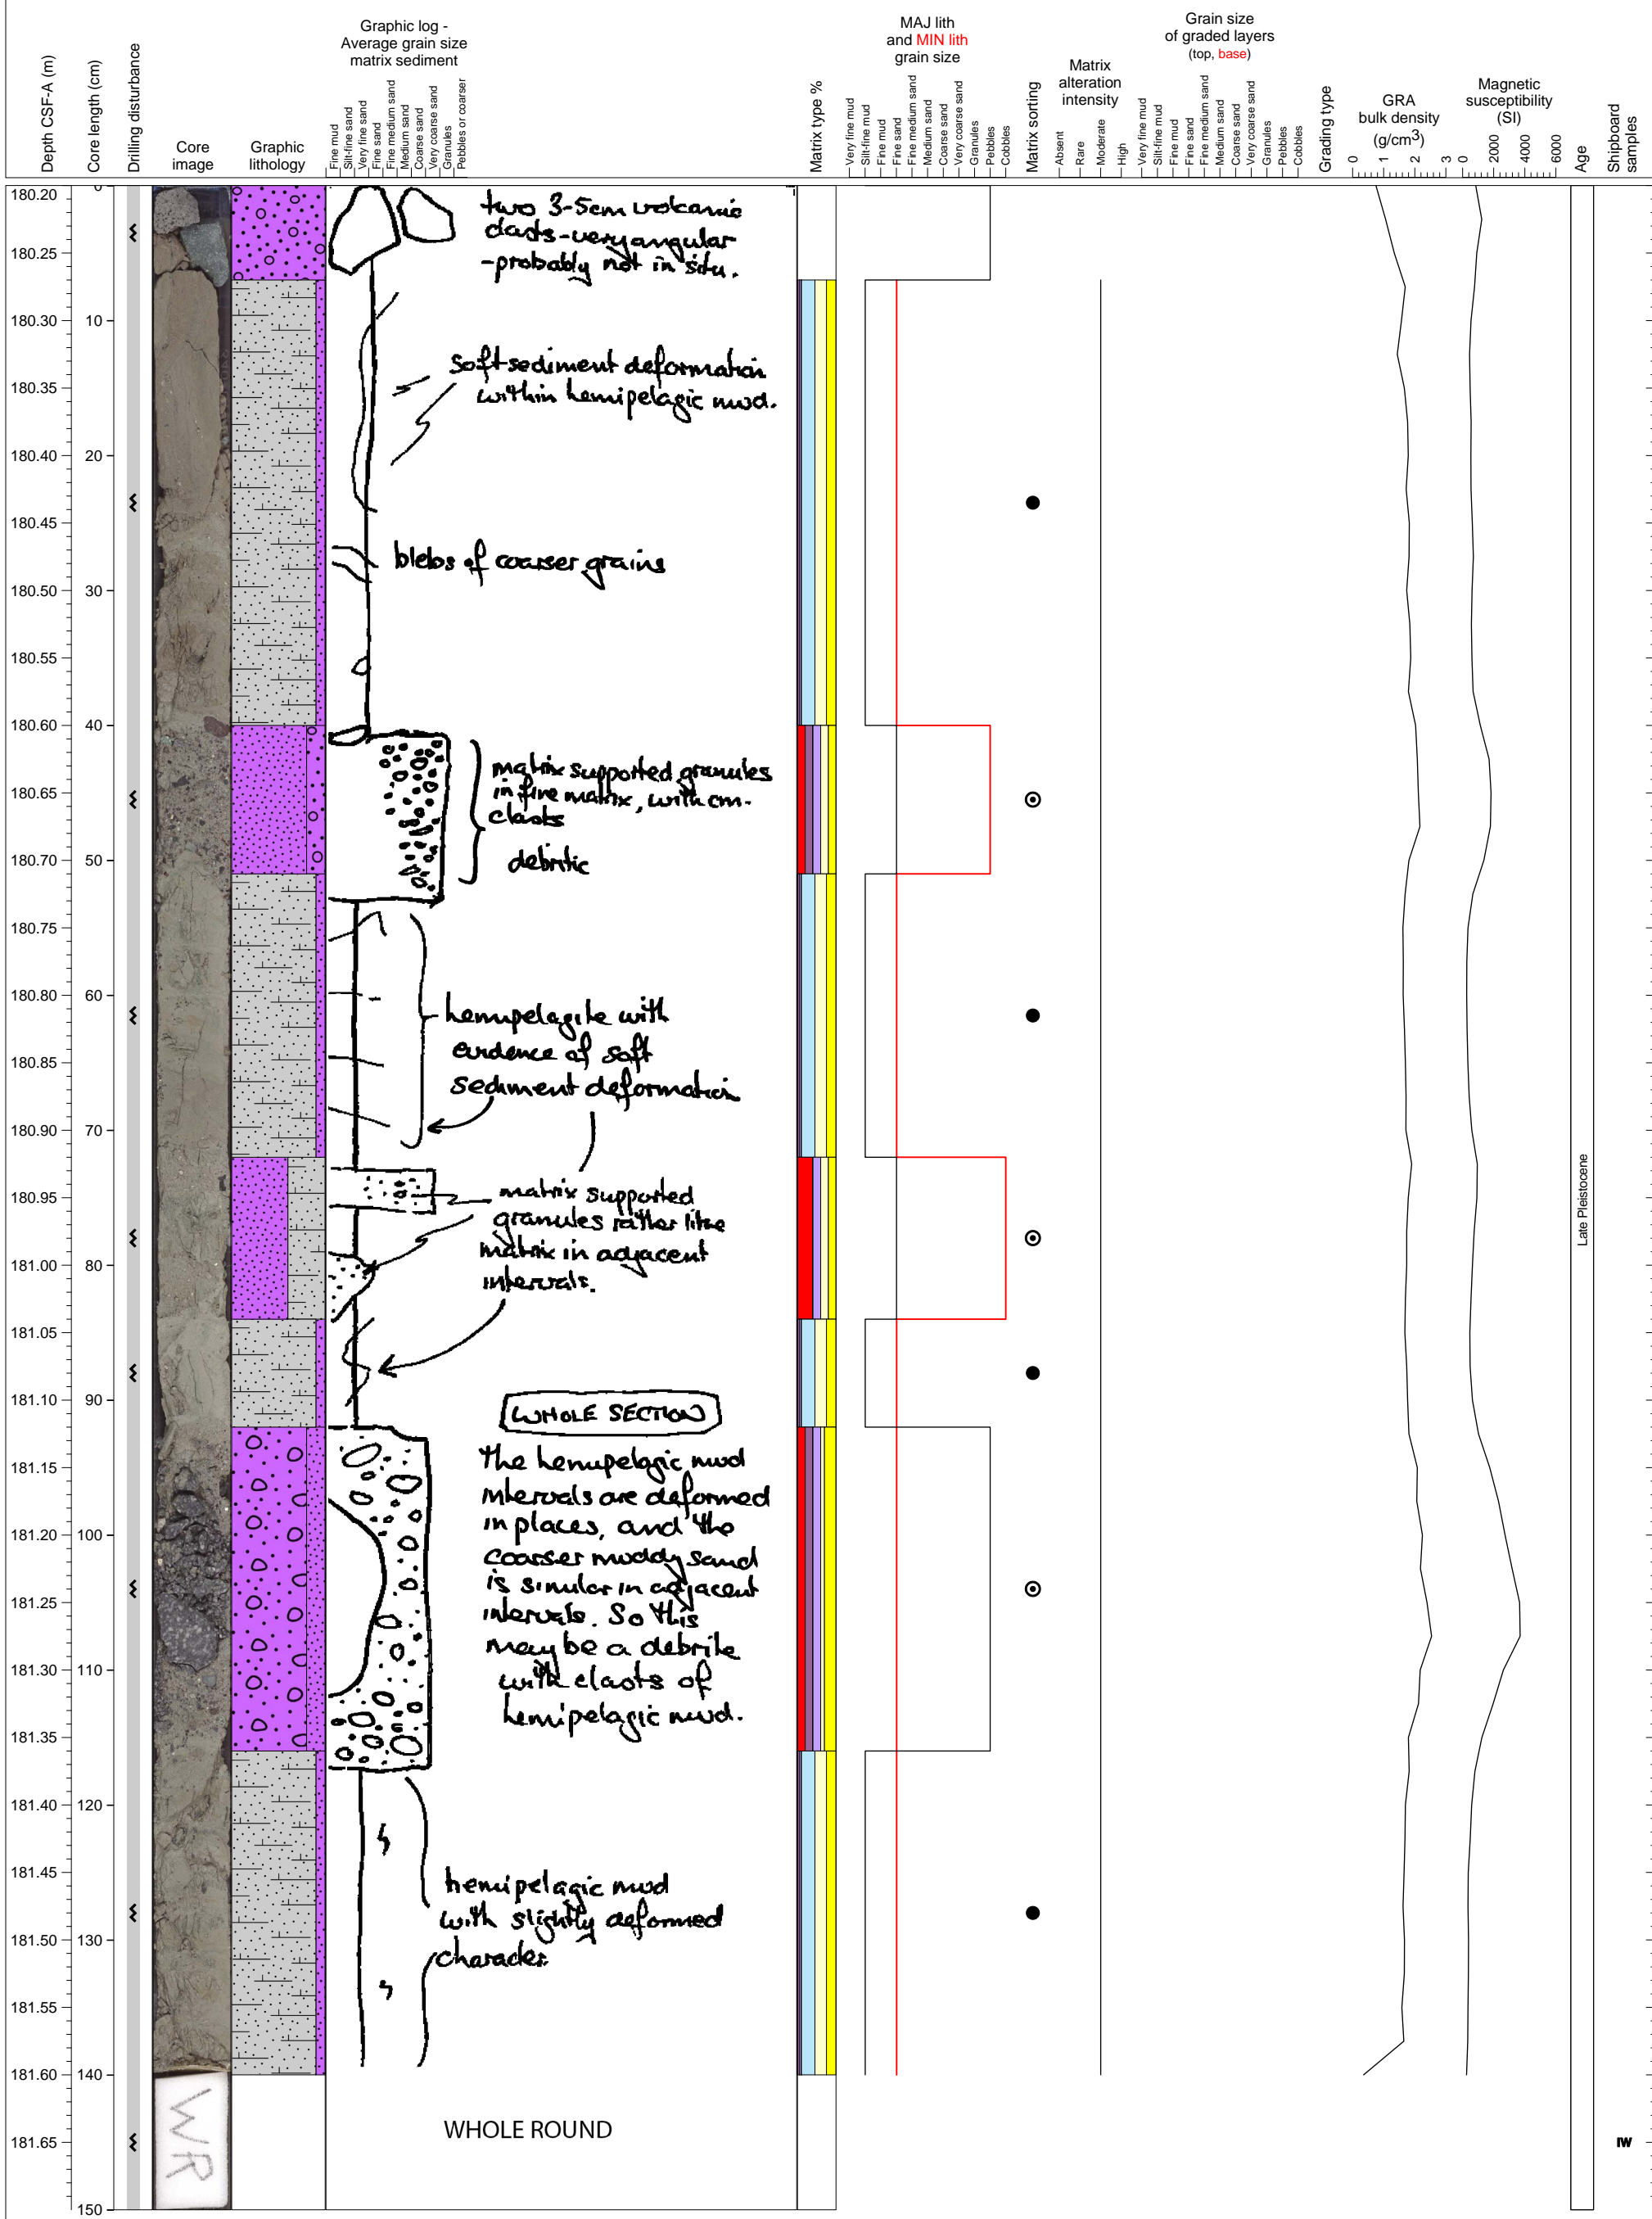 Depth CSF-A (m)
Core length (cm)
Drilling disturbance
Core
image
Graphic
lithology
Graphic log -
Average grain size
matrix sediment
Fine mud
Silt-fine sand
Very fine sand
Fine sand
Fine medium sand
Medium sand
Coarse sand
Very coarse sand
Granules
Pebbles or coarser
Matrix type %
MAJ lith
and MIN lith
grain size
Very fine mud
Silt-fine mud
Fine mud
Fine sand
Fine medium sand
Medium sand
Coarse sand
Very coarse sand
Granules
Pebbles
Cobbles
Matrix sorting
Matrix
alteration
intensity
Absent
Rare
Moderate
High
Grain size
of graded layers
(top, base)
Very fine mud
Silt-fine mud
Fine mud
Fine sand
Fine medium sand
Medium sand
Coarse sand
Very coarse sand
Granules
Pebbles
Cobbles
Grading type
GRA
bulk density
(g/cm3)
0 1 2 3
Magnetic
susceptibility
(SI)
0 2000 4000 6000
Age
Shipboard
samples
180.20
180.25
180.30
180.35
180.40
180.45
180.50
180.55
180.60
180.65
180.70
180.75
180.80
180.85
180.90
180.95
181.00
181.05
181.10
181.15
181.20
181.25
181.30
181.35
181.40
181.45
181.50
181.55
181.60
181.65
0
10
20
30
40
50
60
70
80
90
100
110
120
130
140
150
two 3-5cm volcanic
clasts-very angular
-probably not in situ.
Soft sediment deformation
within hemipelagic mud.
blebs of coarser grains
matrix supported granules
in fine matrix, with cm-
clasts
debritic
hemipelagite with
evidence of soft
sediment deformation
matrix supported
granules rather like
matrix in adjacent
intervals.
WHOLE SECTION
The hemipelagic mud
intervals are deformed
in places, and the
coarser muddy sand
is similar in adjacent
intervals. So this
may be a debrite
with clasts of
hemipelagic mud.
hemipelagic mud
with slightly deformed
character.
WR
WHOLE ROUND
Late Pleistocene
IW